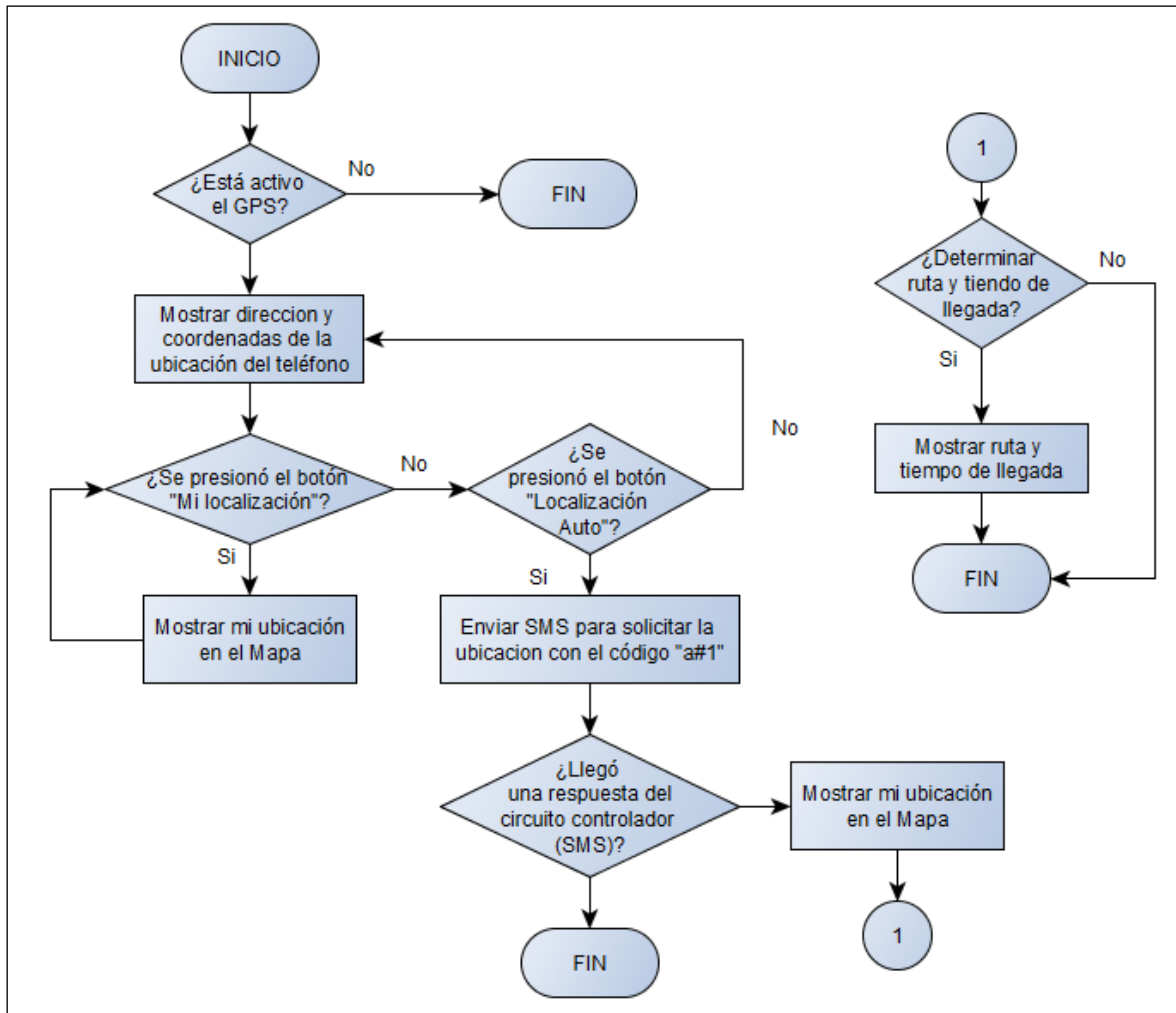 INICIO
¿Está activo
el GPS?
No
FIN
Mostrar direccion y
coordenadas de la
ubicación del teléfono
¿Se presionó el botón
"Mi localización"?
No
Si
Mostrar mi ubicación
en el Mapa
¿Se
presionó el botón
"Localización
Auto"?
No
Si
Enviar SMS para solicitar la
ubicacion con el código "a#1"
¿Llegó
una respuesta del
circuito controlador
(SMS)?
FIN
Mostrar mi ubicación
en el Mapa
1
1
¿Determinar
ruta y tiendo de
llegada?
No
Si
Mostrar ruta y
tiempo de llegada
FIN